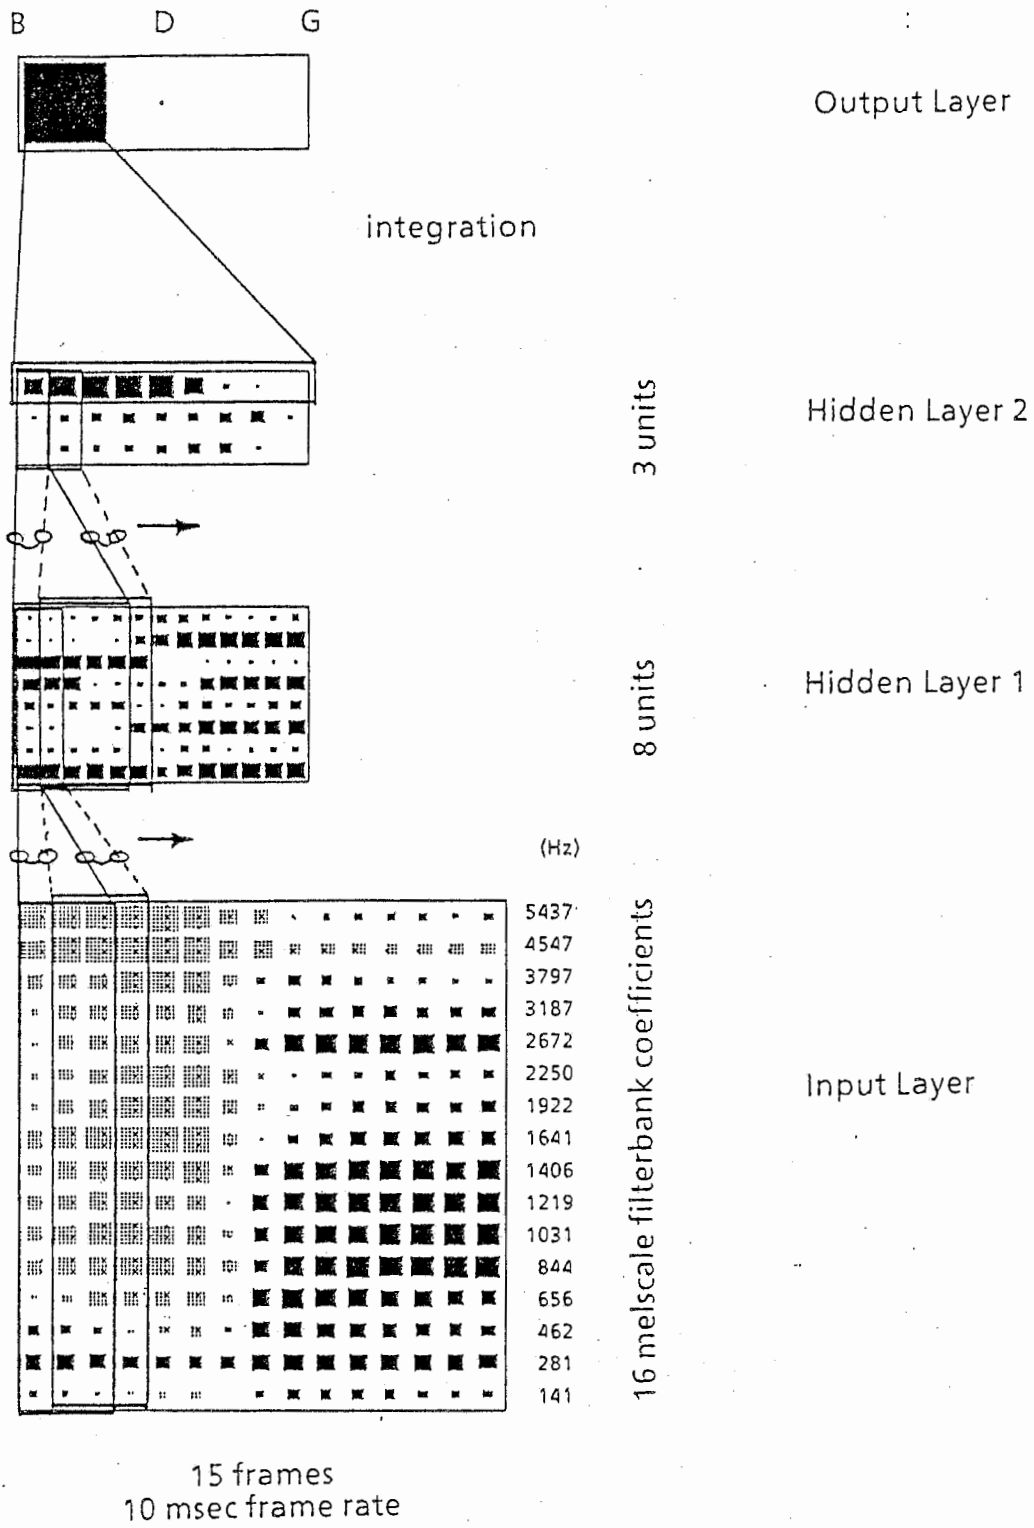 B D G
Output Layer
integration
3 units
Hidden Layer 2
8 units
Hidden Layer 1
(Hz)
5437
4547
3797
3187
2672
2250
1922
1641
1406
1219
1031
844
656
462
281
141
16 melscale filterbank coefficients
Input Layer
15 frames
10 msec frame rate